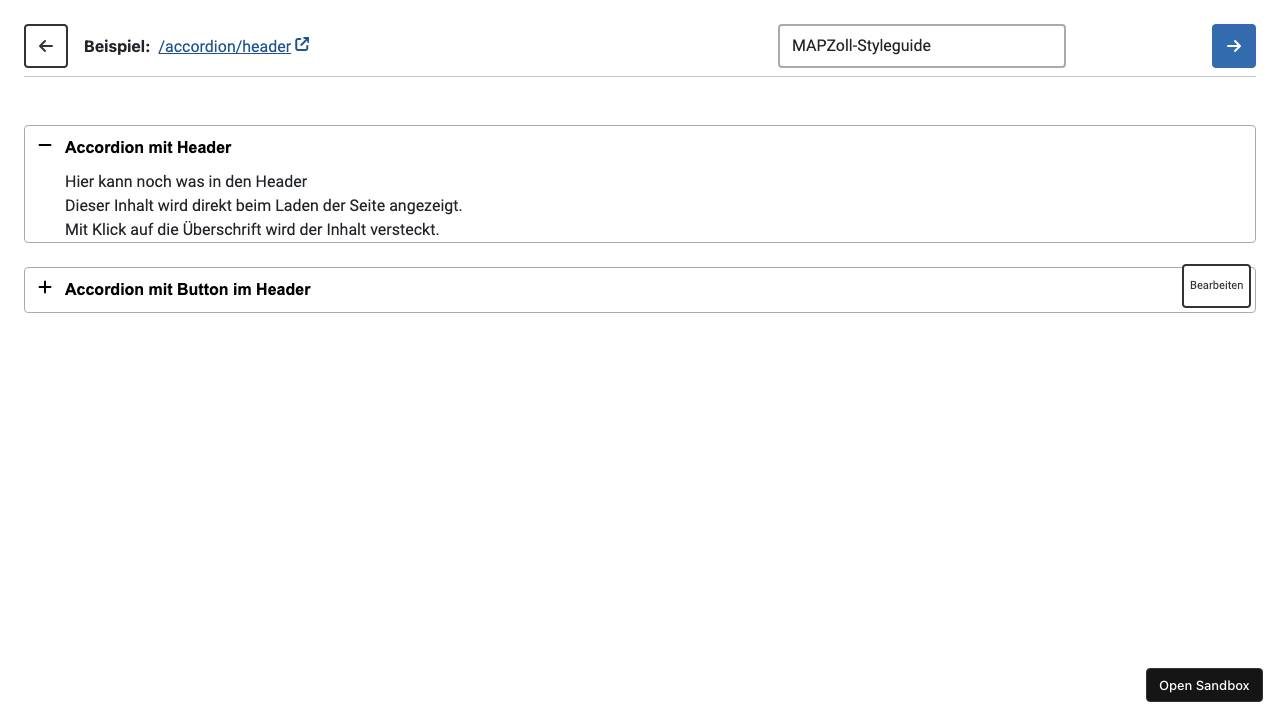 Beispiel: /accordion/header
MAPZoll-Styleguide
Accordion mit Header
Hier kann noch was in den Header
Dieser Inhalt wird direkt beim Laden der Seite angezeigt.
Mit Klick auf die Überschrift wird der Inhalt versteckt.
Accordion mit Button im Header
Bearbeiten
Open Sandbox